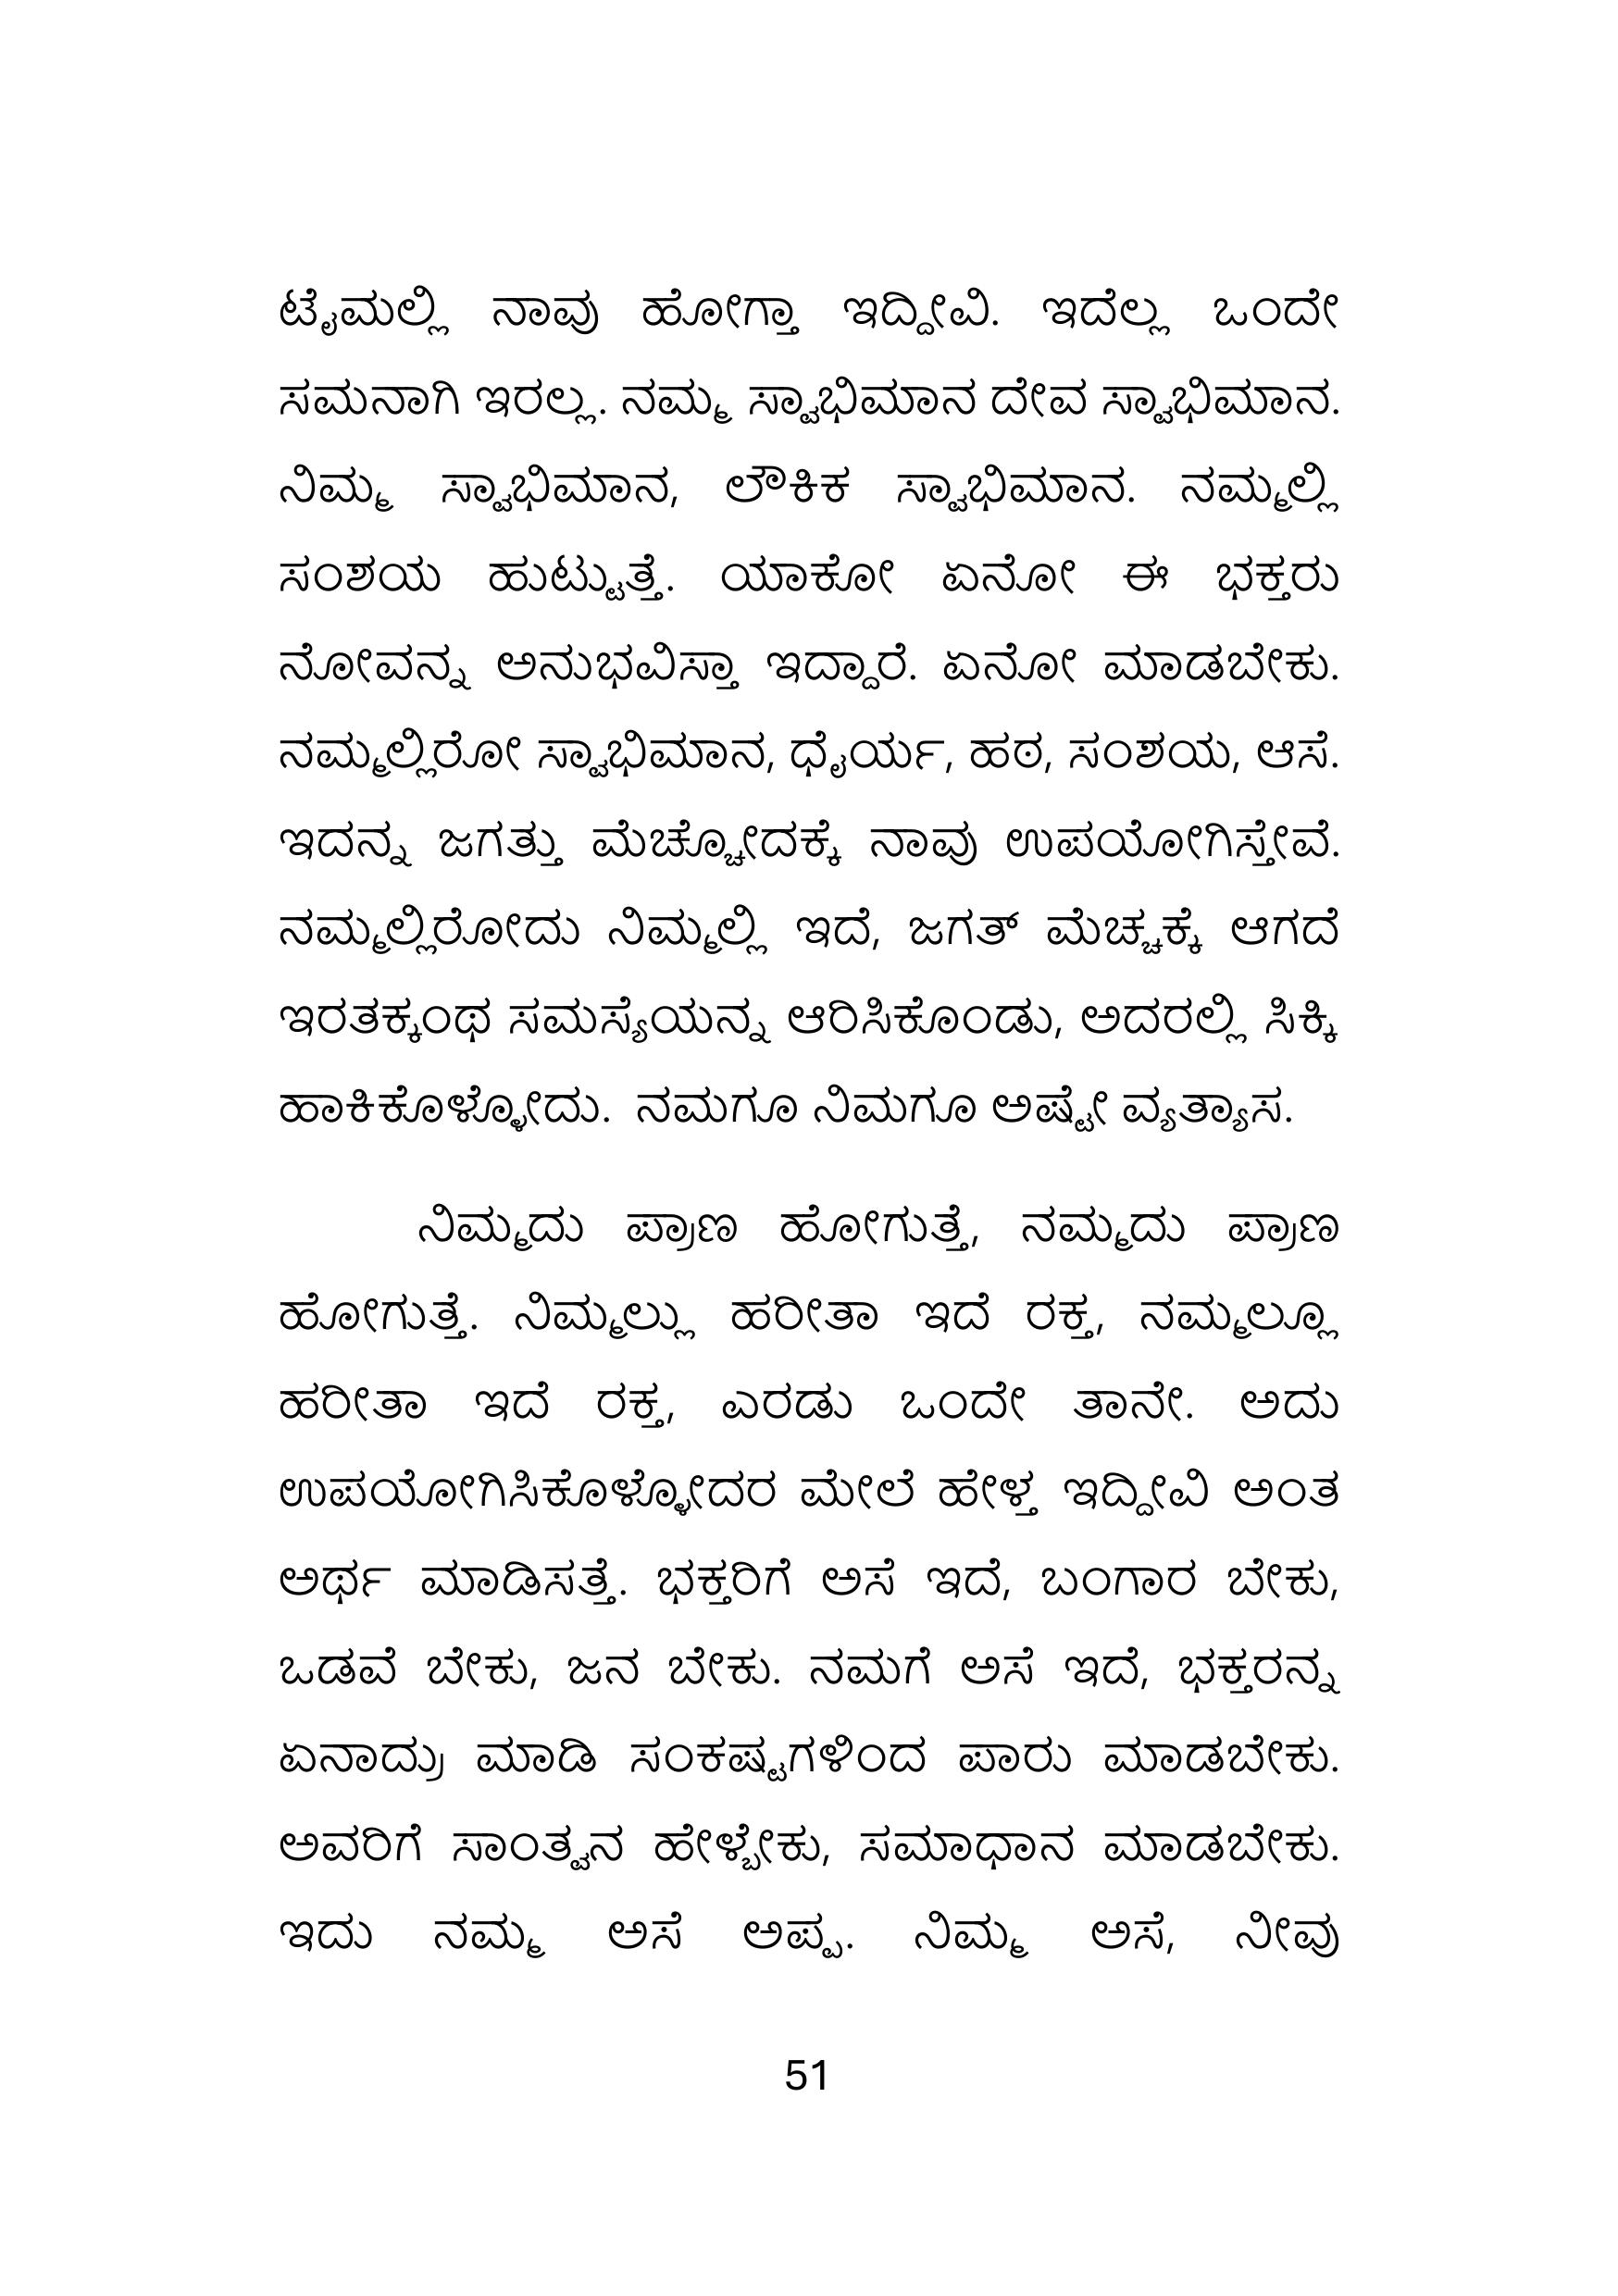 ಟೈಮಲ್ಲಿ ನಾವು ಹೋಗ್ತಾ ಇದ್ದೀವಿ. ಇದೆಲ್ಲ ಒಂದೇ
ಸಮನಾಗಿ ಇರಲ್ಲ. ನಮ್ಮ ಸ್ವಾಭಿಮಾನ ದೇವ ಸ್ವಾಭಿಮಾನ.
ನಿಮ್ಮ ಸ್ವಾಭಿಮಾನ, ಲೌಕಿಕ ಸ್ವಾಭಿಮಾನ. ನಮ್ಮಲ್ಲಿ
ಸಂಶಯ ಹುಟ್ಟುತ್ತೆ. ಯಾಕೋ ಏನೋ ಈ ಭಕ್ತರು
ನೋವನ್ನ ಅನುಭವಿಸ್ತಾ ಇದ್ದಾರೆ. ಏನೋ ಮಾಡಬೇಕು.
ನಮ್ಮಲ್ಲಿರೋ ಸ್ವಾಭಿಮಾನ, ಧೈರ್ಯ, ಹಠ, ಸಂಶಯ, ಆಸೆ.
ಇದನ್ನ ಜಗತ್ತು ಮೆಚ್ಚೋದಕ್ಕೆ ನಾವು ಉಪಯೋಗಿಸ್ತೇವೆ.
ನಮ್ಮಲ್ಲಿರೋದು ನಿಮ್ಮಲ್ಲಿ ಇದೆ, ಜಗತ್ ಮೆಚ್ಚಕ್ಕೆ ಆಗದೆ
ಇರತಕ್ಕಂಥ ಸಮಸ್ಯೆಯನ್ನ ಆರಿಸಿಕೊಂಡು, ಅದರಲ್ಲಿ ಸಿಕ್ಕಿ
ಹಾಕಿಕೊಳ್ಳೋದು. ನಮಗೂ ನಿಮಗೂ ಅಷ್ಟೇ ವ್ಯತ್ಯಾಸ.
ನಿಮ್ಮದು ಪ್ರಾಣ ಹೋಗುತ್ತೆ, ನಮ್ಮದು ಪ್ರಾಣ
ಹೋಗುತ್ತೆ. ನಿಮ್ಮಲ್ಲು ಹರೀತಾ ಇದೆ ರಕ್ತ, ನಮ್ಮಲ್ಲೂ
ಹರೀತಾ ಇದೆ ರಕ್ತ, ಎರಡು ಒಂದೇ ತಾನೇ. ಅದು
ಉಪಯೋಗಿಸಿಕೊಳ್ಳೋದರ ಮೇಲೆ ಹೇಳ್ತ ಇದ್ದೀವಿ ಅಂತ
ಅರ್ಥ ಮಾಡಿಸತ್ತೆ. ಭಕ್ತರಿಗೆ ಅಸೆ ಇದೆ, ಬಂಗಾರ ಬೇಕು,
ಒಡವೆ ಬೇಕು, ಜನ ಬೇಕು. ನಮಗೆ ಅಸೆ ಇದೆ, ಭಕ್ತರನ್ನ
ಏನಾದ್ರು ಮಾಡಿ ಸಂಕಷ್ಟಗಳಿಂದ ಪಾರು ಮಾಡಬೇಕು.
ಅವರಿಗೆ ಸಾಂತ್ವನ ಹೇಳ್ಬೇಕು, ಸಮಾಧಾನ ಮಾಡಬೇಕು.
ಇದು ನಮ್ಮ ಅಸೆ ಅಪ್ಪ. ನಿಮ್ಮ ಅಸೆ, ನೀವು
51